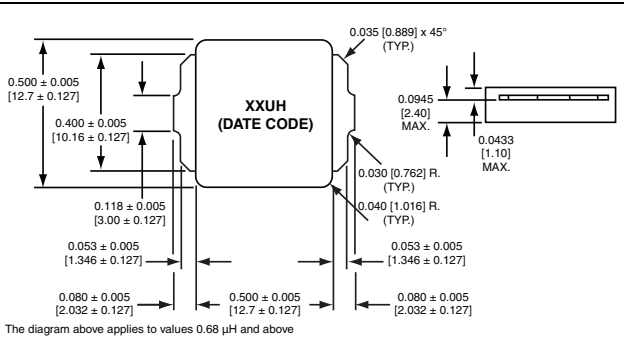 0.035 [0.889] x 45°
(TYP.)
0.500 ± 0.005
[12.7 ± 0.127]
0.400 ± 0.005
[10.16 ± 0.127]
XXUH
(DATE CODE)
0.0945
[2.40]
MAX.
0.0433
[1.10]
MAX.
0.030 [0.762] R.
(TYP.)
0.040 [1.016] R.
(TYP.)
0.118 ± 0.005
[3.00 ± 0.127]
0.053 ± 0.005
[1.346 ± 0.127]
0.053 ± 0.005
[1.346 ± 0.127]
0.080 ± 0.005
[2.032 ± 0.127]
0.500 ± 0.005
[12.7 ± 0.127]
0.080 ± 0.005
[2.032 ± 0.127]
The diagram above applies to values 0.68 µH and above